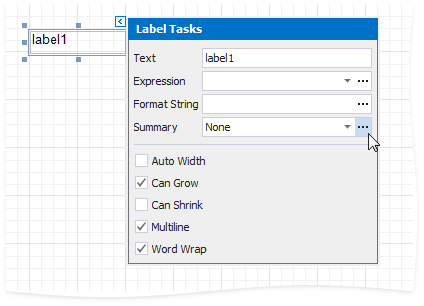 label1
Label Tasks
Text label1
Expression
Format String
Summary None
Auto Width
Can Grow
Can Shrink
Multiline
Word Wrap